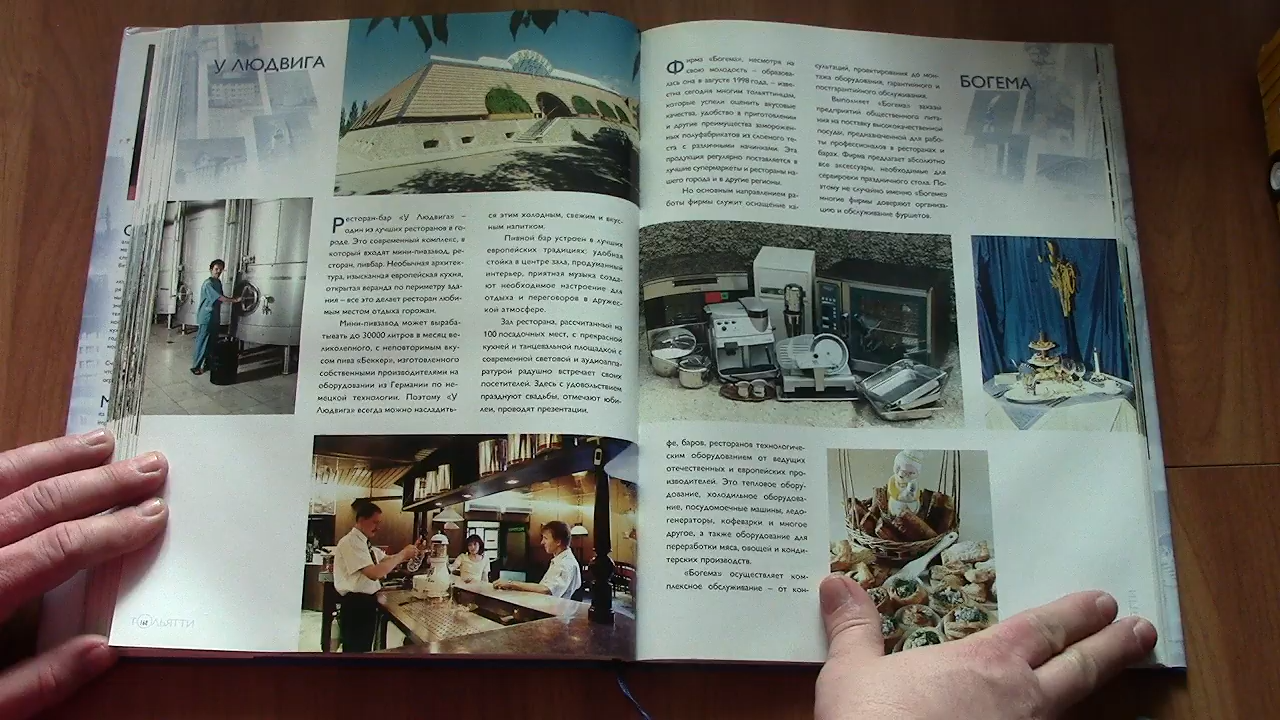 У ЛЮДВИГА
Ресторан-бар «У Людвига» –
один из лучших ресторанов в го-
роде. Это современный комплекс, в
который входят мини-пивзавод, ре-
сторан, пивбар. Необычная архитек-
тура, изысканная европейская кухня,
открытая веранда по периметру зда-
ния – все это делает ресторан люби-
мым местом отдыха горожан.
Мини-пивзавод может выраба-
тывать до 30000 литров в месяц ве-
ликолепного, с неповторимым вку-
сом пива «Беккер», изготовленного
собственными производителями на
оборудовании из Германии по не-
мецкой технологии. Поэтому «У
Людвига» всегда можно насладить-
ся этим холодным, свежим и вкус-
ным напитком.
Пивной бар устроен в лучших
европейских традициях: удобная
стойка в центре зала, продуманный
интерьер, приятная музыка созда-
ют необходимое настроение для
отдыха и переговоров в дружес-
кой атмосфере.
Зал ресторана, рассчитанный на
100 посадочных мест, с прекрасной
кухней и танцевальной площадкой с
современной световой и аудиоаппа-
ратурой радушно встречает своих
посетителей. Здесь с удовольствием
празднуют свадьбы, отмечают юби-
леи, проводят презентации.
ТОЛЬЯТТИ
БОГЕМА
Фирма «Богема», несмотря на
свою молодость – образова-
лась она в августе 1998 года, – изве-
стна сегодня многим тольяттинцам,
которые успели оценить вкусовые
качества, удобство в приготовлении
и другие преимущества заморожен-
ных полуфабрикатов из слоеного те-
ста с различными начинками. Эта
продукция регулярно поставляется в
лучшие супермаркеты и рестораны на-
шего города и в другие регионы.
Но основным направлением ра-
боты фирмы служит оснащение ка-
фе, баров, ресторанов технологиче-
ским оборудованием от ведущих
отечественных и европейских про-
изводителей. Это тепловое обору-
дование, холодильное оборудова-
ние, посудомоечные машины, ледо-
генераторы, кофеварки и многое
другое, а также оборудование для
переработки мяса, овощей и конди-
терских производств.
«Богема» осуществляет ком-
плексное обслуживание – от кон-
сультаций, проектирования до мон-
тажа оборудования, гарантийного и
постгарантийного обслуживания.
Выполняет «Богема» заказы
предприятий общественного пита-
ния на поставку высококачественной
посуды, предназначенной для рабо-
ты профессионалов в ресторанах и
барах. Фирма предлагает абсолютно
все аксессуары, необходимые для
сервировки праздничного стола. По-
этому не случайно именно «Богеме»
многие фирмы доверяют организа-
цию и обслуживание фуршетов.